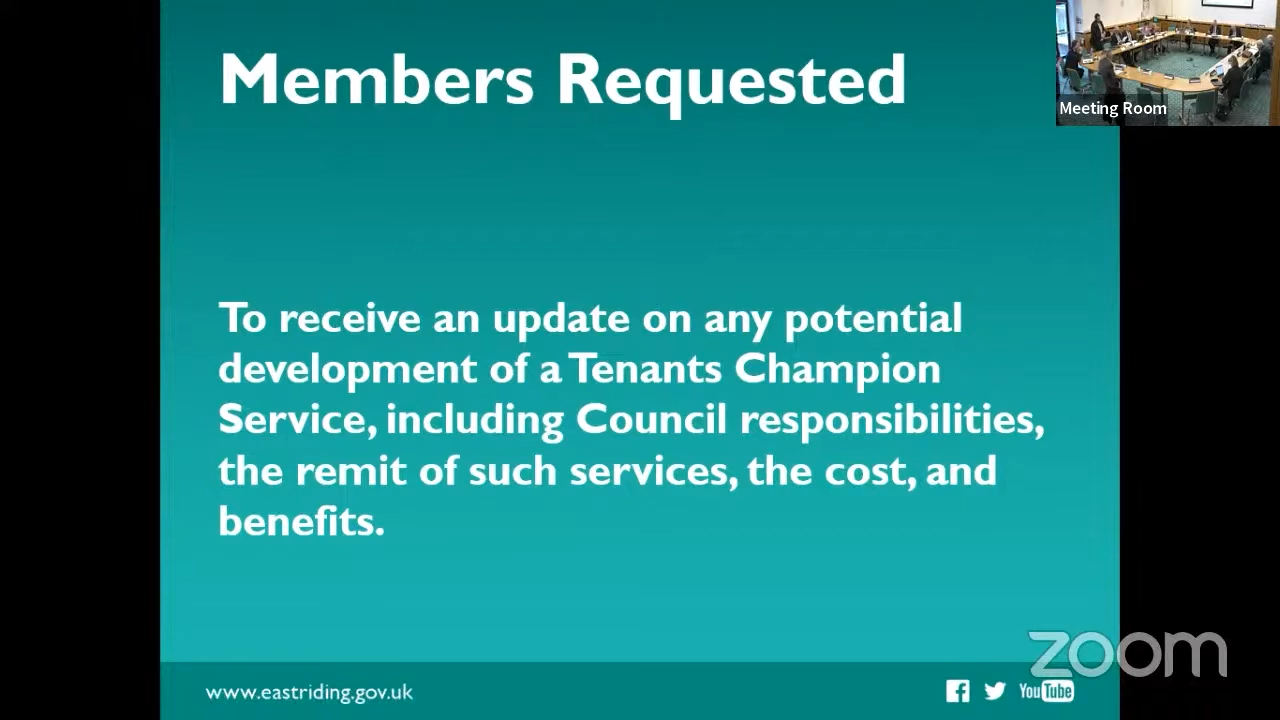 Members Requested
Meeting Room
To receive an update on any potential
development of a Tenants Champion
Service, including Council responsibilities,
the remit of such services, the cost, and
benefits.
zoom
www.eastriding.gov.uk
YouTube